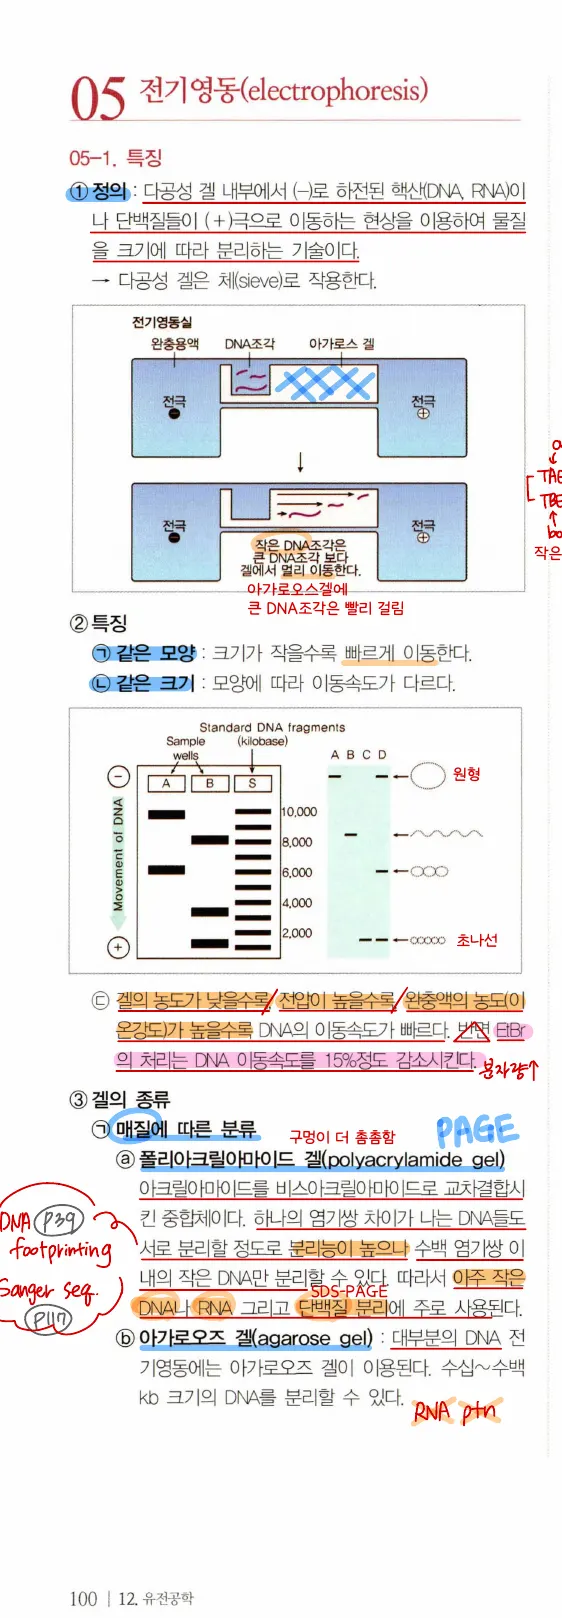 05 전기영동(electrophoresis)
05-1. 특징
① 정의 : 다공성 겔 내부에서 (−)로 하전된 핵산(DNA, RNA)이
나 단백질들이 (+)극으로 이동하는 현상을 이용하여 물질
을 크기에 따라 분리하는 기술이다.
→ 다공성 겔은 체(sieve)로 작용한다.
전기영동실
완충용액 DNA조각 아가로스 겔
전극 전극
⊖ ⊕
전극 전극
⊖ ⊕
작은 DNA조각은
큰 DNA조각 보다
겔에서 멀리 이동한다.
아가로오스겔에
큰 DNA조각은 빨리 걸림
TAE
TBE
작은
② 특징
㉠ 같은 모양 : 크기가 작을수록 빠르게 이동한다.
㉡ 같은 크기 : 모양에 따라 이동속도가 다르다.
Standard DNA fragments
Sample (kilobase)
wells
A B C D
⊖ A B S
원형
Movement of DNA
10,000
8,000
6,000
4,000
2,000
⊕
초나선
㉢ 겔의 농도가 낮을수록/전압이 높을수록/완충액의 농도(이
온강도)가 높을수록 DNA의 이동속도가 빠르다. 반면 EtBr
의 처리는 DNA 이동속도를 15%정도 감소시킨다. 분자량↑
③ 겔의 종류
㉠ 매질에 따른 분류 구멍이 더 촘촘함 PAGE
ⓐ 폴리아크릴아마이드 겔(polyacrylamide gel)
아크릴아마이드를 비스아크릴아마이드로 교차결합시
킨 중합체이다. 하나의 염기쌍 차이가 나는 DNA들도
서로 분리할 정도로 분리능이 높으나 수백 염기쌍 이
내의 작은 DNA만 분리할 수 있다. 따라서 아주 작은
SDS-PAGE
DNA나 RNA 그리고 단백질 분리에 주로 사용된다.
DNA p39
footprinting
Sanger seq.
p117
ⓑ 아가로오즈 겔(agarose gel) : 대부분의 DNA 전
기영동에는 아가로오즈 겔이 이용된다. 수십~수백
kb 크기의 DNA를 분리할 수 있다.
RNA ptn
100 | 12. 유전공학